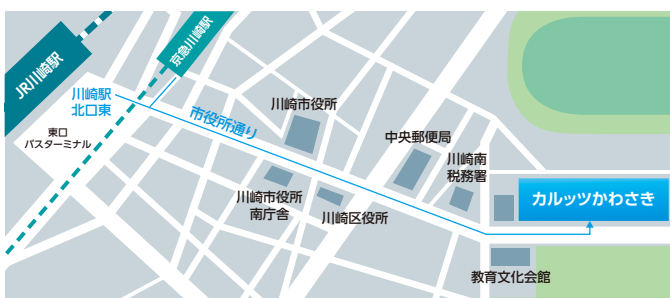 JR川崎駅
京急川崎駅
川崎駅
北口東
東口
バスターミナル
市役所通り
川崎市役所
中央郵便局
川崎南
税務署
カルッツかわさき
川崎市役所
南庁舎
川崎区役所
教育文化会館